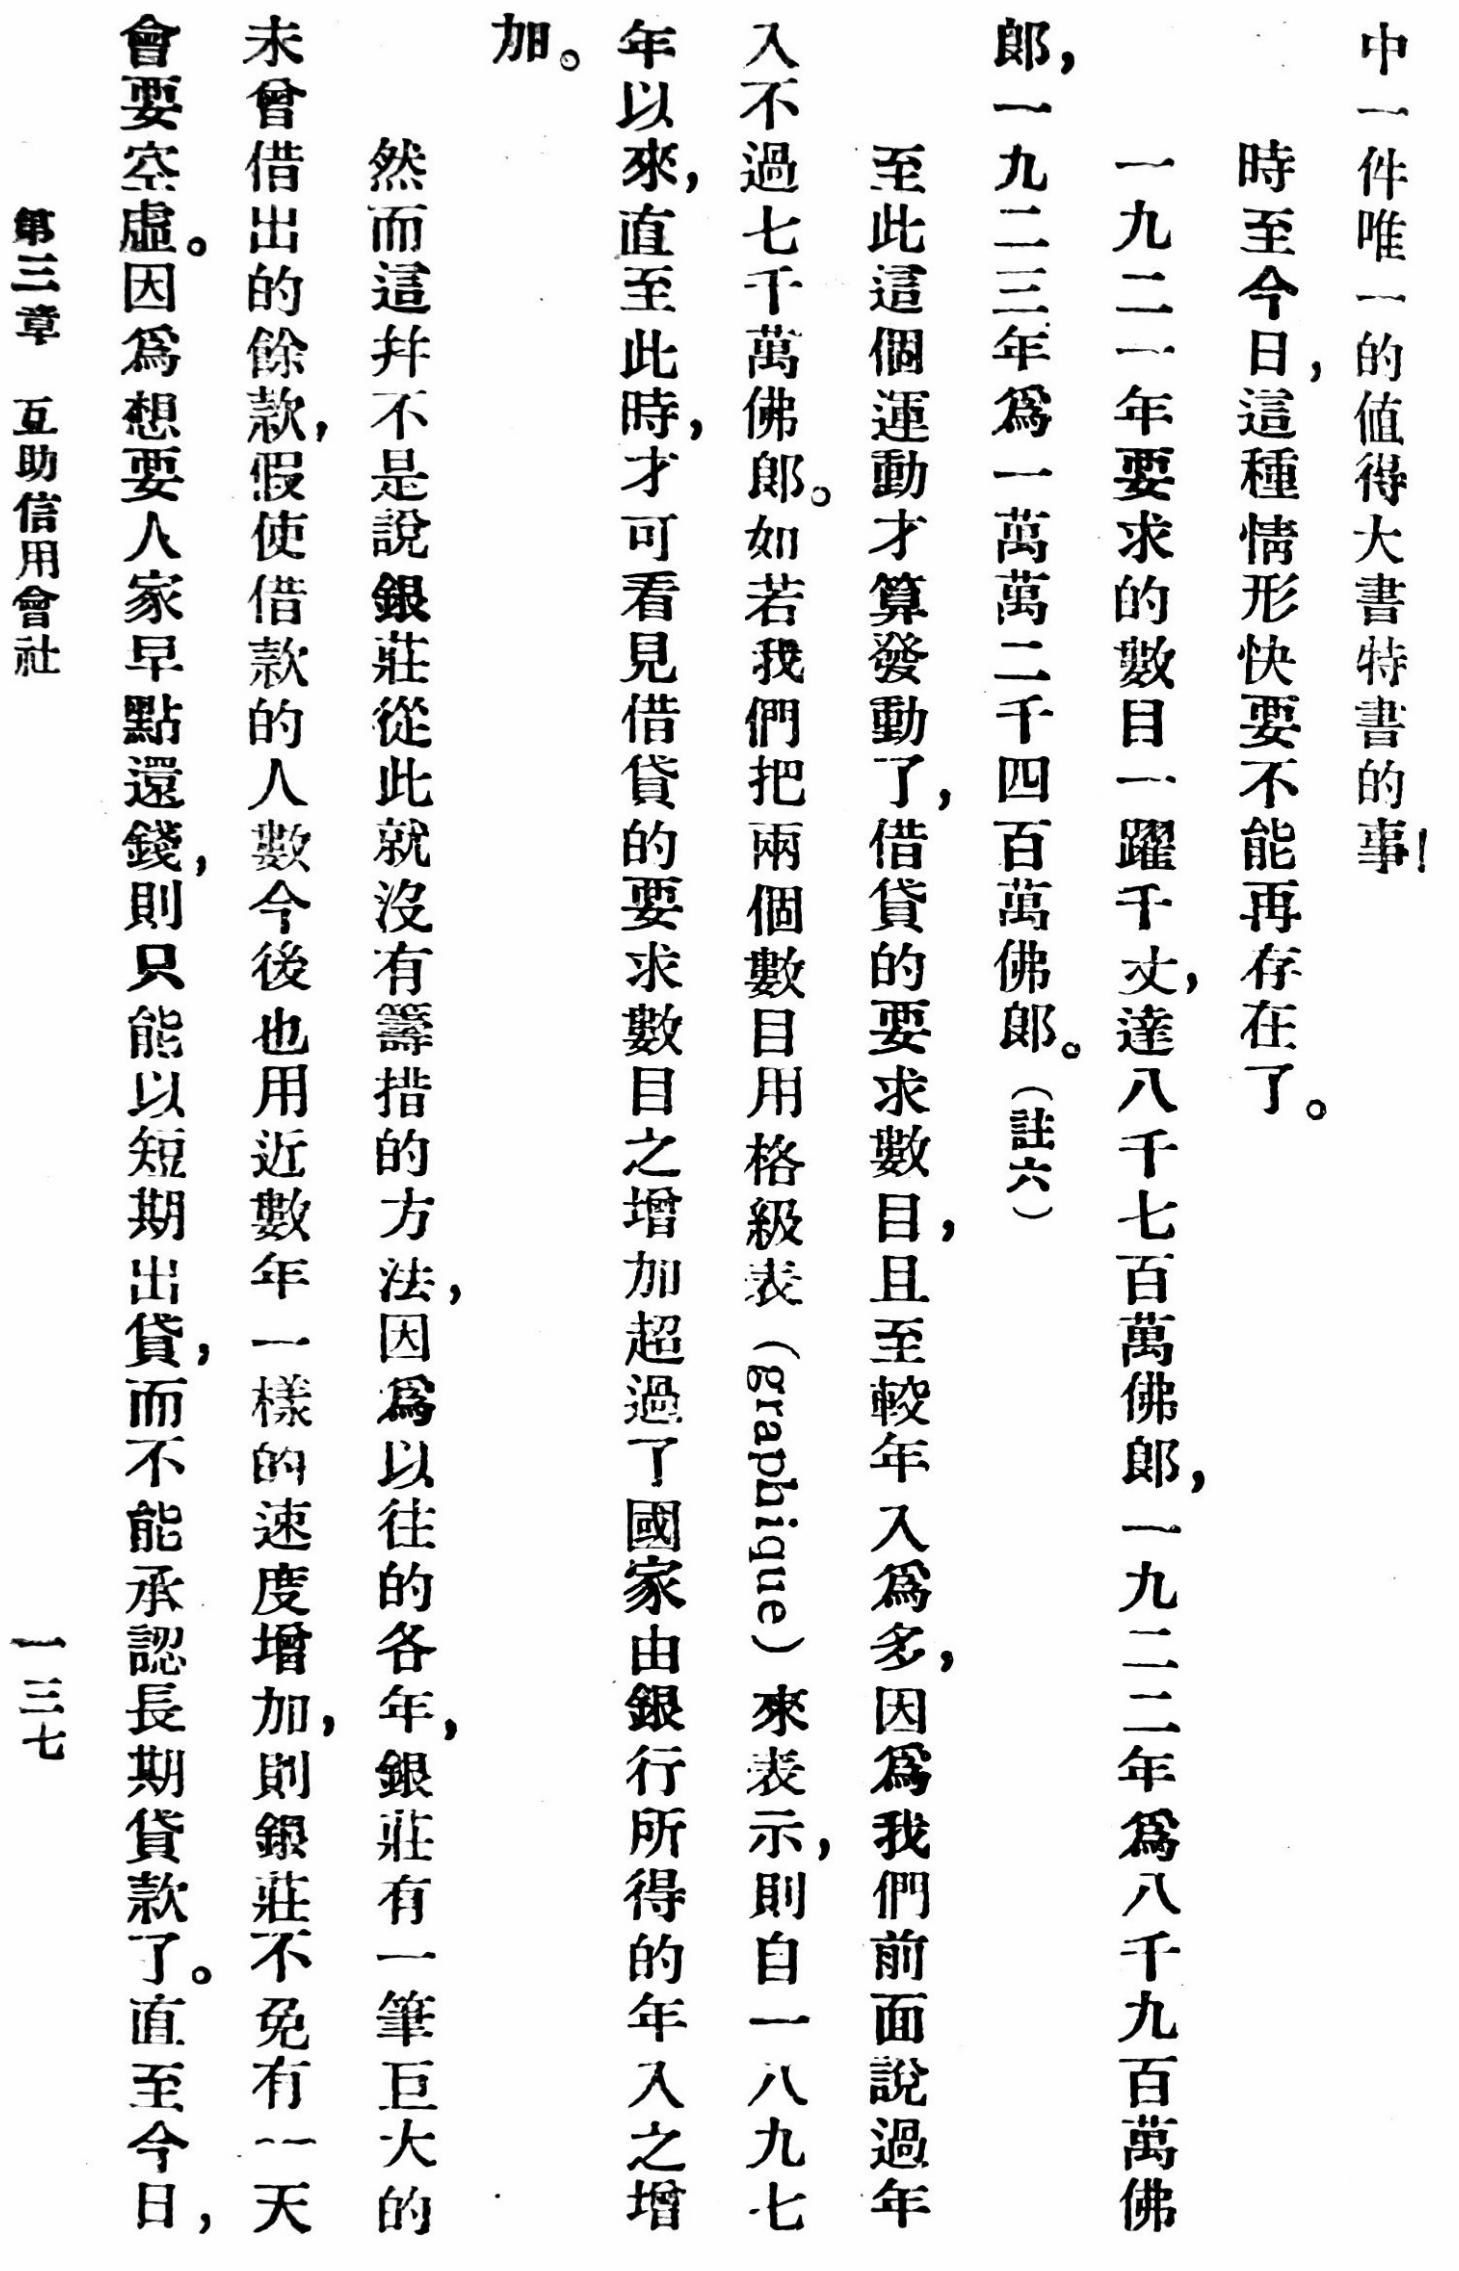 中一件唯一的值得大書特書的事！
時至今日，這種情形快要不能再存在了。
一九二一年要求的數目一躍千丈，達八千七百萬佛郎，一九二二年爲八千九百萬佛
郎，一九二三年爲一萬萬二千四百萬佛郎。（註六）
至此這個運動才算發動了，借貸的要求數目，且至較年入爲多，因爲我們前面說過年
入不過七千萬佛郎。如若我們把兩個數目用格級表（graphique）來表示，則自一八九七
年以來，直至此時，才可看見借貸的要求數目之增加超過了國家由銀行所得的年入之增
加。
然而這幷不是說銀莊從此就沒有籌措的方法，因爲以往的各年，銀莊有一筆巨大的
未曾借出的餘款，假使借款的人數今後也用近數年一樣的速度增加，則銀莊不免有一天
會要空虛。因爲想要人家早點還錢，則只能以短期出貸，而不能承認長期貸款了。直至今日，
第三章　互助信用會社
一三七